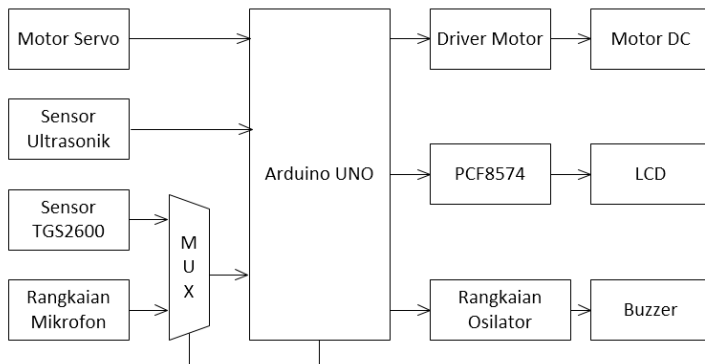 Motor Servo
Driver Motor
Motor DC
Sensor
Ultrasonik
Arduino UNO
PCF8574
LCD
Sensor
TGS2600
M
U
X
Rangkaian
Mikrofon
Rangkaian
Osilator
Buzzer